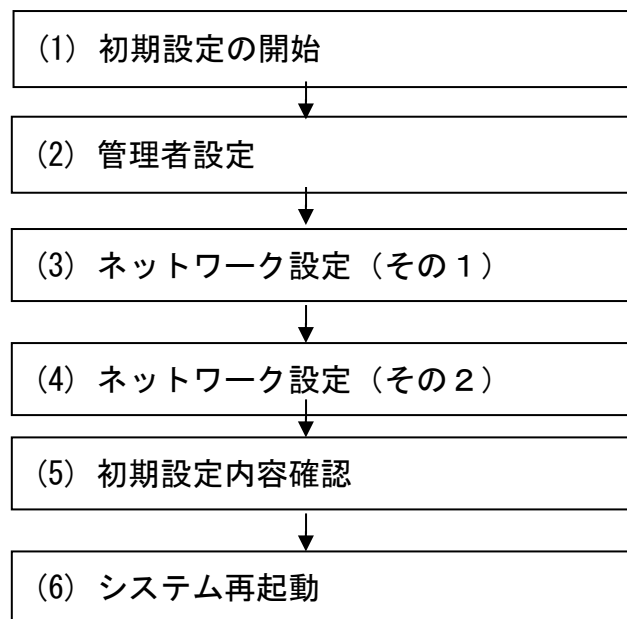 (1) 初期設定の開始
(2) 管理者設定
(3) ネットワーク設定（その１）
(4) ネットワーク設定（その２）
(5) 初期設定内容確認
(6) システム再起動